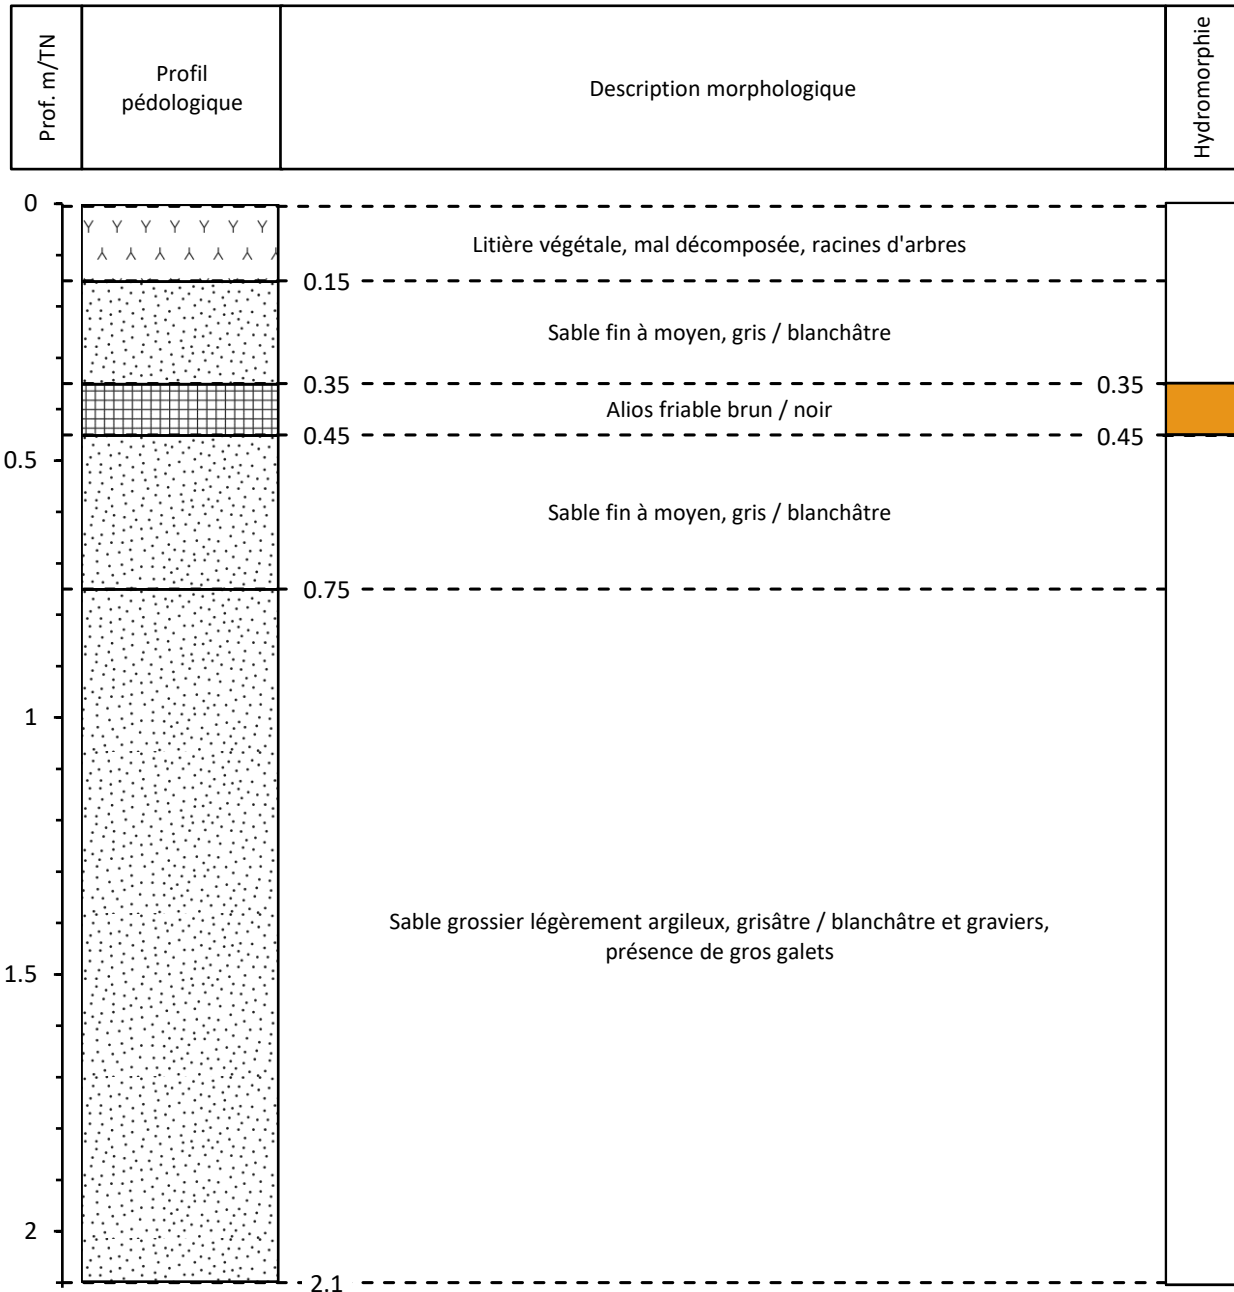 Prof. m/TN
Profil
pédologique
Description morphologique
Hydromorphie
0
Litière végétale, mal décomposée, racines d'arbres
0.15
Sable fin à moyen, gris / blanchâtre
0.35
0.35
Alios friable brun / noir
0.45
0.45
0.5
Sable fin à moyen, gris / blanchâtre
0.75
1
Sable grossier légèrement argileux, grisâtre / blanchâtre et graviers,
présence de gros galets
1.5
2
2.1